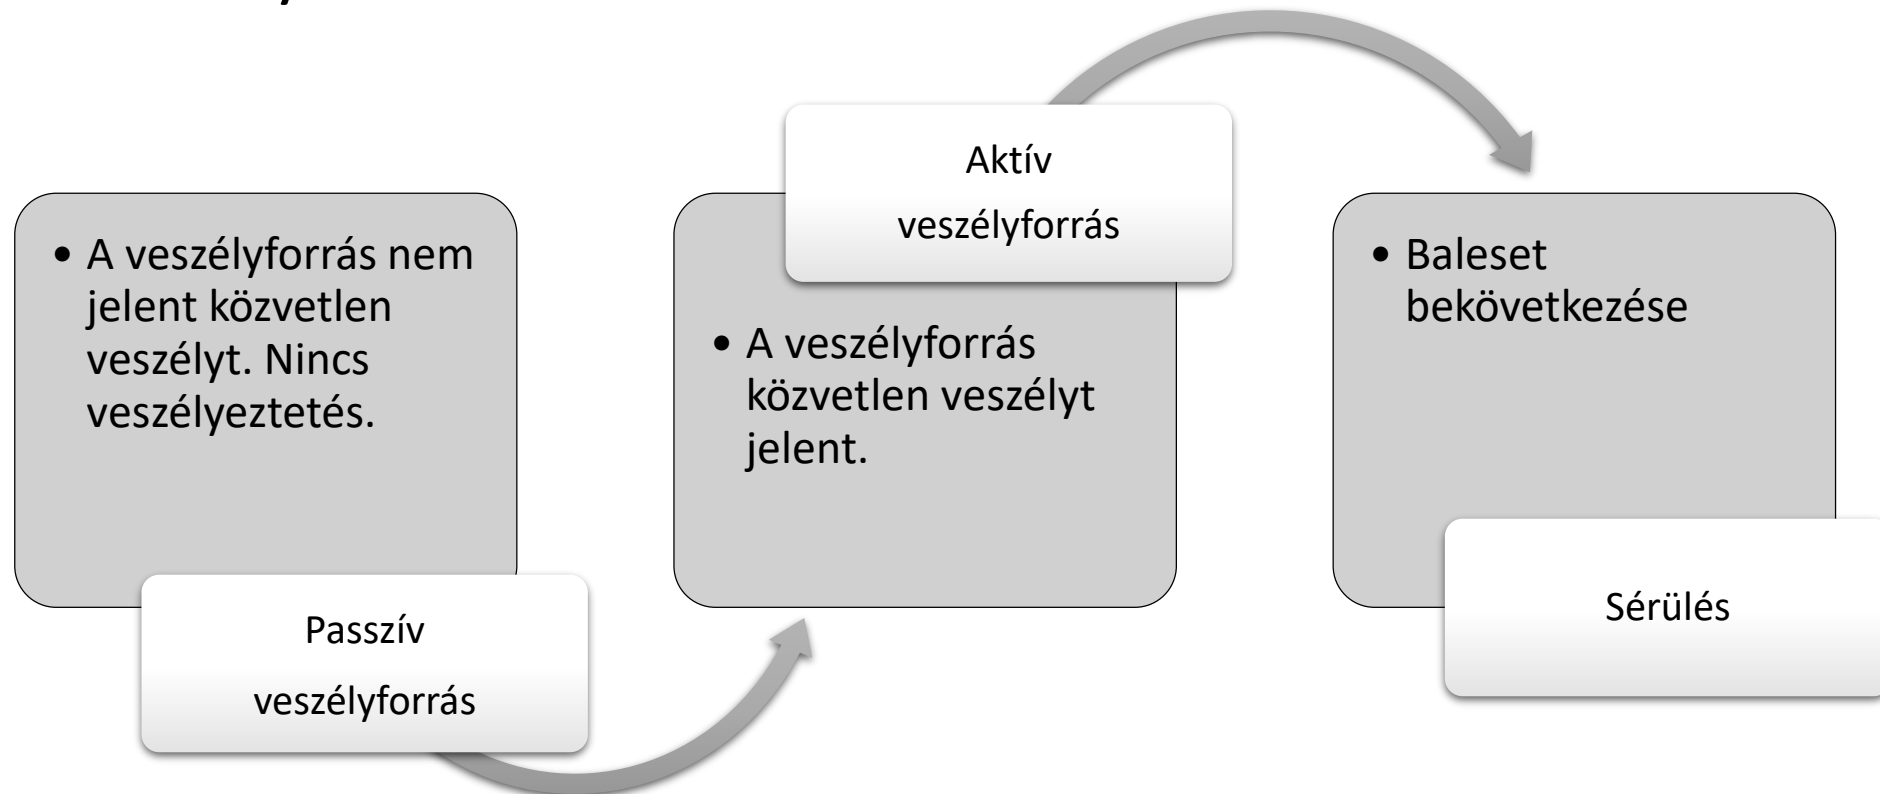 • A veszélyforrás nem
jelent közvetlen
veszélyt. Nincs
veszélyeztetés.
Passzív
veszélyforrás
Aktív
veszélyforrás
• A veszélyforrás
közvetlen veszélyt
jelent.
• Baleset
bekövetkezése
Sérülés